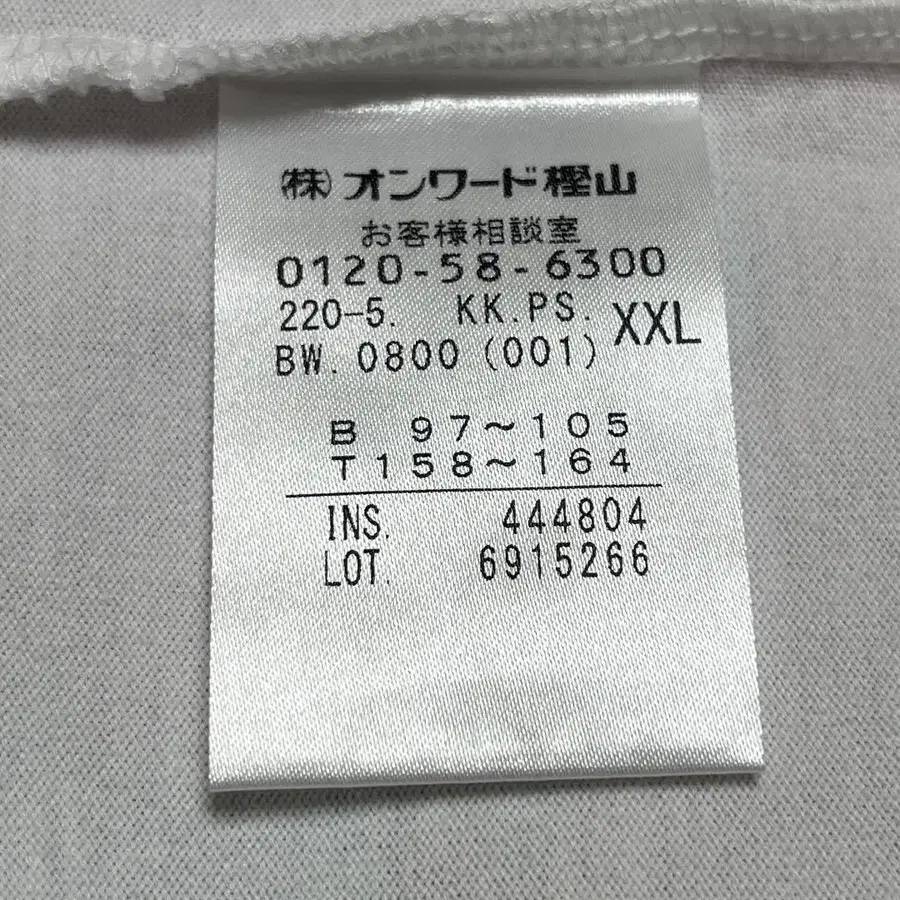 ㈱オンワード樫山
お客様相談室
0120-58-6300
220-5. KK.PS. XXL
BW. 0800 (001)
B 97~105
T 158~164
INS. 444804
LOT. 6915266